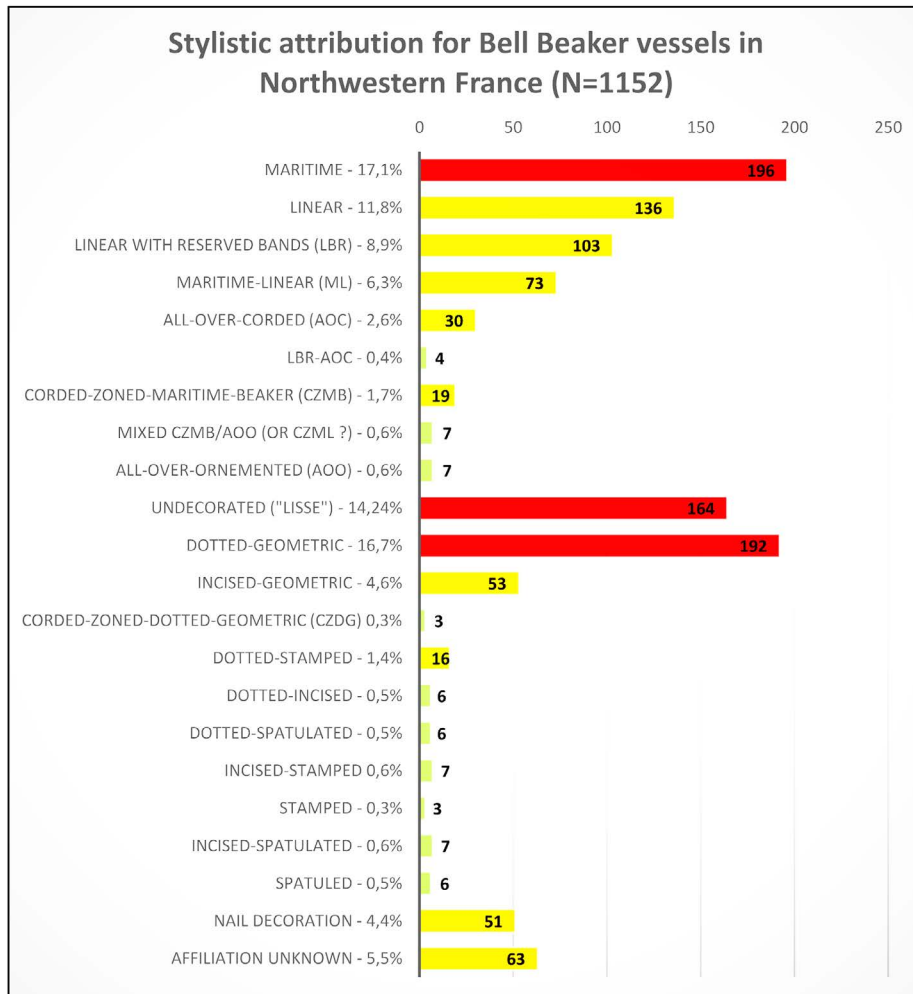 Stylistic attribution for Bell Beaker vessels in
Northwestern France (N=1152)
0 50 100 150 200 250
MARITIME - 17,1% 196
LINEAR - 11,8% 136
LINEAR WITH RESERVED BANDS (LBR) - 8,9% 103
MARITIME-LINEAR (ML) - 6,3% 73
ALL-OVER-CORDED (AOC) - 2,6% 30
LBR-AOC - 0,4% 4
CORDED-ZONED-MARITIME-BEAKER (CZMB) - 1,7% 19
MIXED CZMB/AOO (OR CZML ?) - 0,6% 7
ALL-OVER-ORNEMENTED (AOO) - 0,6% 7
UNDECORATED ("LISSE") - 14,24% 164
DOTTED-GEOMETRIC - 16,7% 192
INCISED-GEOMETRIC - 4,6% 53
CORDED-ZONED-DOTTED-GEOMETRIC (CZDG) 0,3% 3
DOTTED-STAMPED - 1,4% 16
DOTTED-INCISED - 0,5% 6
DOTTED-SPATULATED - 0,5% 6
INCISED-STAMPED 0,6% 7
STAMPED - 0,3% 3
INCISED-SPATULATED - 0,6% 7
SPATULED - 0,5% 6
NAIL DECORATION - 4,4% 51
AFFILIATION UNKNOWN - 5,5% 63